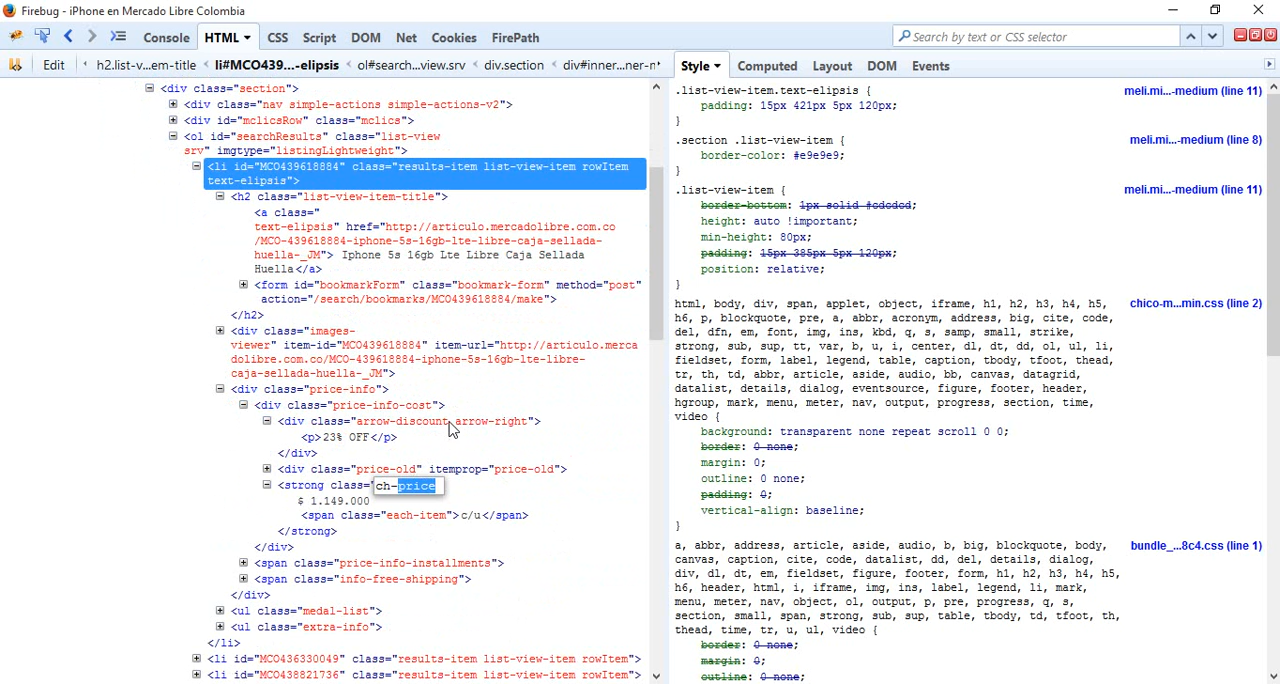 Firebug - iPhone en Mercado Libre Colombia
Console HTML CSS Script DOM Net Cookies FirePath Search by text or CSS selector
Edit h2.list-v...em-title < li#MCO439...-elipsis < ol#search...view.srv < div.section < div#inner...ner-n Style Computed Layout DOM Events
<div class="section">
<div class="nav simple-actions simple-actions-v2">
<div id="mclicsRow" class="mclics">
<ol id="searchResults" class="list-view
srv" imgtype="listingLightweight">
<li id="MCO439618884" class="results-item list-view-item rowItem
text-elipsis">
<h2 class="list-view-item-title">
<a class="
text-elipsis" href="http://articulo.mercadolibre.com.co
/MCO-439618884-iphone-5s-16gb-lte-libre-caja-sellada-
huella-_JM"> Iphone 5s 16gb Lte Libre Caja Sellada
Huella</a>
<form id="bookmarkForm" class="bookmark-form" method="post"
action="/search/bookmarks/MCO439618884/make">
</h2>
<div class="images-
viewer" item-id="MCO439618884" item-url="http://articulo.merca
dolibre.com.co/MCO-439618884-iphone-5s-16gb-lte-libre-
caja-sellada-huella-_JM">
<div class="price-info">
<div class="price-info-cost">
<div class="arrow-discount arrow-right">
<p>23% OFF</p>
</div>
<div class="price-old" itemprop="price-old">
<strong class="ch-price
$ 1.149.000
<span class="each-item">c/u</span>
</strong>
</div>
<span class="price-info-installments">
<span class="info-free-shipping">
</div>
<ul class="medal-list">
<ul class="extra-info">
</li>
<li id="MCO436330049" class="results-item list-view-item rowItem">
<li id="MCO438821736" class="results-item list-view-item rowItem">
.list-view-item.text-elipsis { meli.mi...-medium (line 11)
padding: 15px 421px 5px 120px;
}
.section .list-view-item { meli.mi...-medium (line 8)
border-color: #e9e9e9;
}
.list-view-item { meli.mi...-medium (line 11)
border-bottom: 1px solid #cdcdcd;
height: auto !important;
min-height: 80px;
padding: 15px 385px 5px 120px;
position: relative;
}
html, body, div, span, applet, object, iframe, h1, h2, h3, h4, h5, chico-m...min.css (line 2)
h6, p, blockquote, pre, a, abbr, acronym, address, big, cite, code,
del, dfn, em, font, img, ins, kbd, q, s, samp, small, strike,
strong, sub, sup, tt, var, b, u, i, center, dl, dt, dd, ol, ul, li,
fieldset, form, label, legend, table, caption, tbody, tfoot, thead,
tr, th, td, abbr, article, aside, audio, bb, canvas, datagrid,
datalist, details, dialog, eventsource, figure, footer, header,
hgroup, mark, menu, meter, nav, output, progress, section, time,
video {
background: transparent none repeat scroll 0 0;
border: 0 none;
margin: 0;
outline: 0 none;
padding: 0;
vertical-align: baseline;
}
a, abbr, address, article, aside, audio, b, big, blockquote, body, bundle_...8c4.css (line 1)
canvas, caption, cite, code, datalist, dd, del, details, dialog,
div, dl, dt, em, fieldset, figure, footer, form, h1, h2, h3, h4, h5,
h6, header, html, i, iframe, img, ins, label, legend, li, mark,
menu, meter, nav, object, ol, output, p, pre, progress, q, s,
section, small, span, strong, sub, sup, table, tbody, td, tfoot, th,
thead, time, tr, u, ul, video {
border: 0 none;
margin: 0;
outline: 0 none;